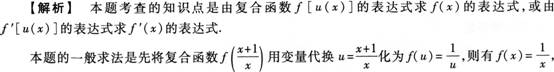 【解析】 本题考查的知识点是由复合函数 f [ u(x) ] 的表达式求 f(x) 的表达式,或由
f′[ u(x) ] 的表达式求 f′(x) 的表达式.
本题的一般求法是先将复合函数 f((x+1)/x) 用变量代换 u=(x+1)/x 化为 f(u)=1/u,则有 f(x)=1/x,